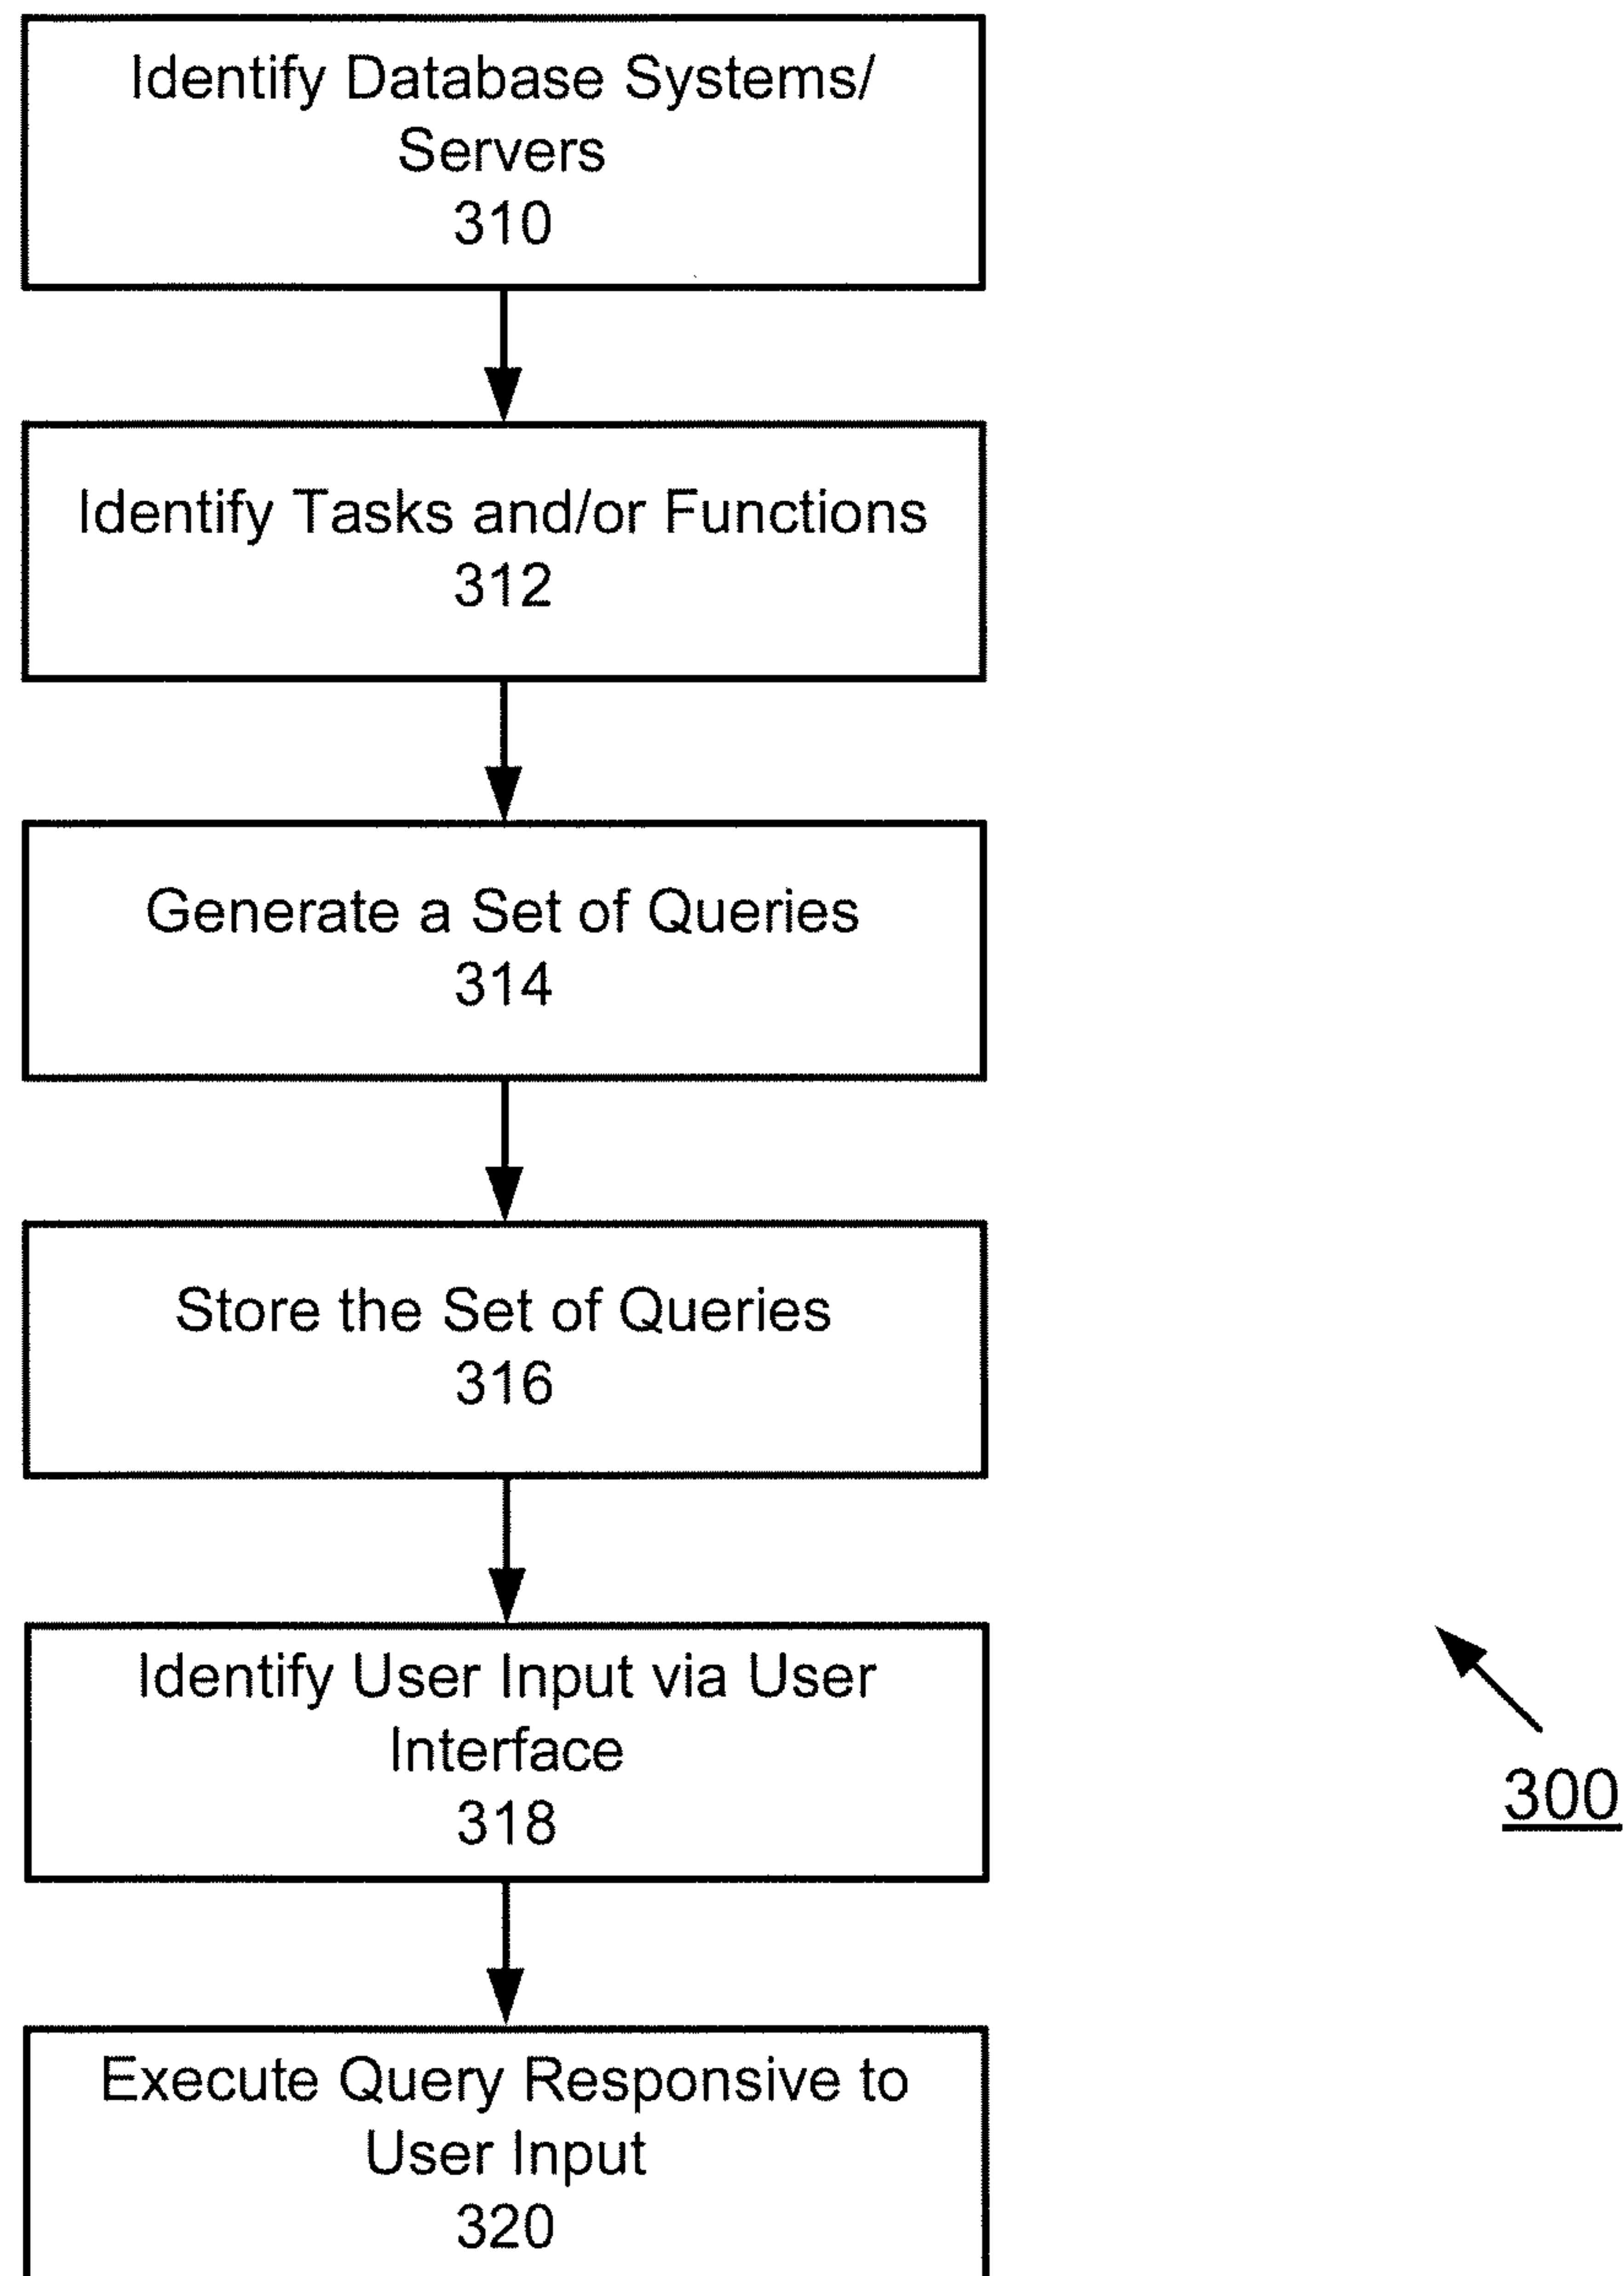 Identify Database Systems/
Servers
310
Identify Tasks and/or Functions
312
Generate a Set of Queries
314
Store the Set of Queries
316
Identify User Input via User
Interface
318
300
Execute Query Responsive to
User Input
320